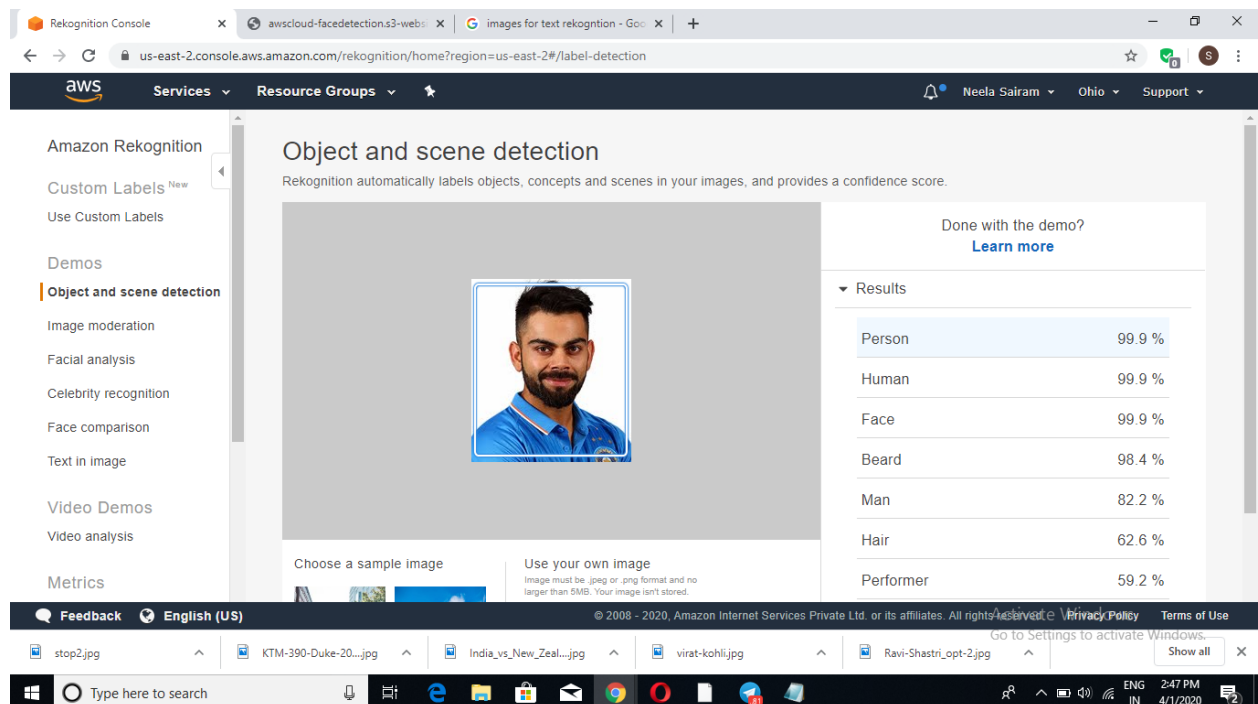 Rekognition Console
awscloud-facedetection.s3-websi
images for text rekogntion - Goo
us-east-2.console.aws.amazon.com/rekognition/home?region=us-east-2#/label-detection
0
S
aws
Services
Resource Groups
Neela Sairam
Ohio
Support
Amazon Rekognition
Custom Labels New
Use Custom Labels
Demos
Object and scene detection
Image moderation
Facial analysis
Celebrity recognition
Face comparison
Text in image
Video Demos
Video analysis
Metrics
Object and scene detection
Rekognition automatically labels objects, concepts and scenes in your images, and provides a confidence score.
Choose a sample image
Use your own image
Image must be .jpeg or .png format and no
larger than 5MB. Your image isn't stored.
Done with the demo?
Learn more
Results
Person 99.9 %
Human 99.9 %
Face 99.9 %
Beard 98.4 %
Man 82.2 %
Hair 62.6 %
Performer 59.2 %
Feedback
English (US)
© 2008 - 2020, Amazon Internet Services Private Ltd. or its affiliates. All rights reserved.
Privacy Policy
Terms of Use
Activate Windows
Go to Settings to activate Windows.
stop2.jpg
KTM-390-Duke-20....jpg
India_vs_New_Zeal....jpg
virat-kohli.jpg
Ravi-Shastri_opt-2.jpg
Show all
Type here to search
81
ENG
IN
2:47 PM
4/1/2020
2